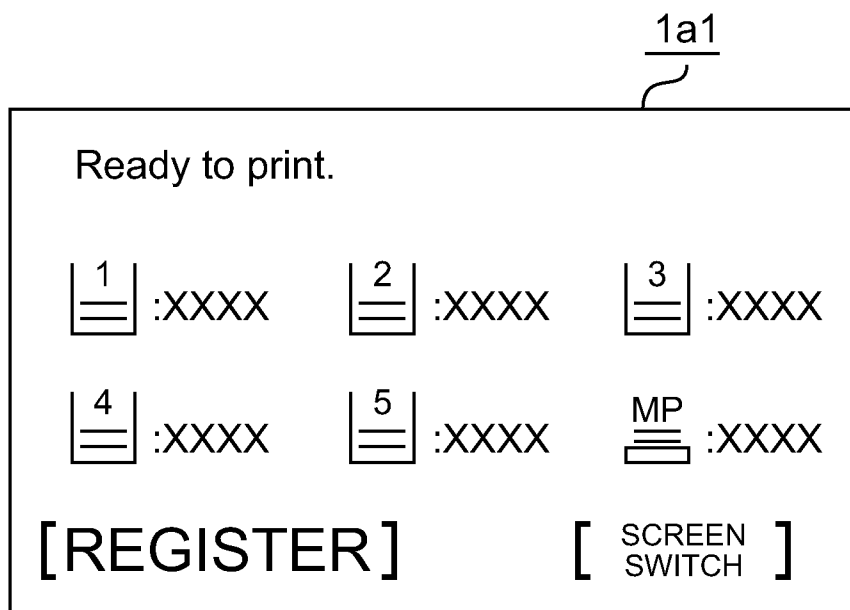 1a1
Ready to print.
1 :XXXX 2 :XXXX 3 :XXXX
4 :XXXX 5 :XXXX MP :XXXX
[REGISTER] [ SCREEN
SWITCH ]